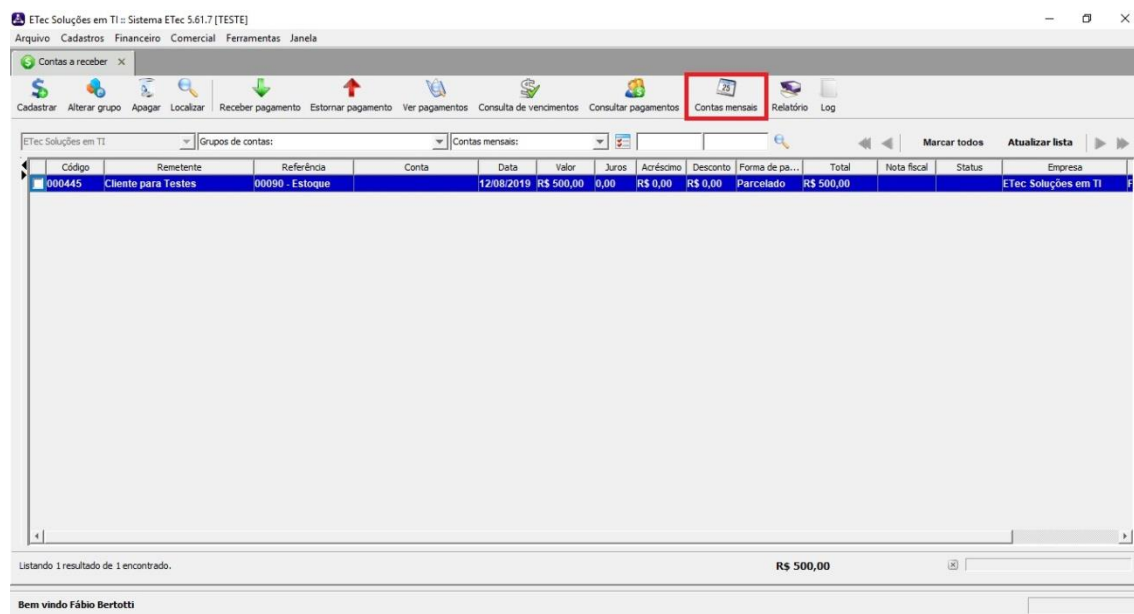 ETec Soluções em TI :: Sistema ETec 5.61.7 [TESTE]
Arquivo Cadastros Financeiro Comercial Ferramentas Janela
Contas a receber
Cadastrar Alterar grupo Apagar Localizar Receber pagamento Estornar pagamento Ver pagamentos Consulta de vencimentos Consultar pagamentos Contas mensais Relatório Log
ETec Soluções em TI Grupos de contas: Contas mensais: Marcar todos Atualizar lista
Código Remetente Referência Conta Data Valor Juros Acréscimo Desconto Forma de pa... Total Nota fiscal Status Empresa
000445 Cliente para Testes 00090 - Estoque 12/08/2019 R$ 500,00 0,00 R$ 0,00 R$ 0,00 Parcelado R$ 500,00 ETec Soluções em TI F
Listando 1 resultado de 1 encontrado. R$ 500,00
Bem vindo Fábio Bertotti